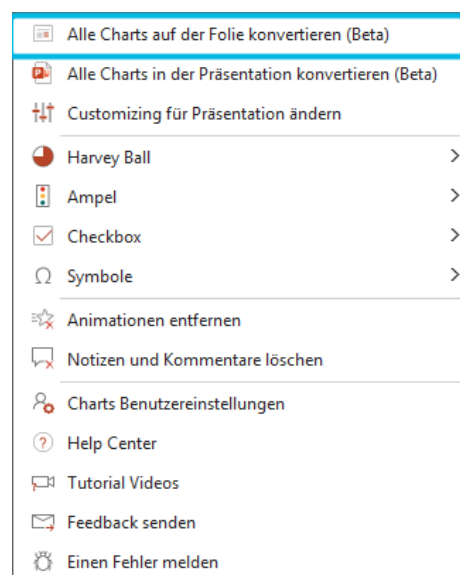 Alle Charts auf der Folie konvertieren (Beta)
Alle Charts in der Präsentation konvertieren (Beta)
Customizing für Präsentation ändern
Harvey Ball
Ampel
Checkbox
Ω Symbole
Animationen entfernen
Notizen und Kommentare löschen
Charts Benutzereinstellungen
? Help Center
Tutorial Videos
Feedback senden
Einen Fehler melden